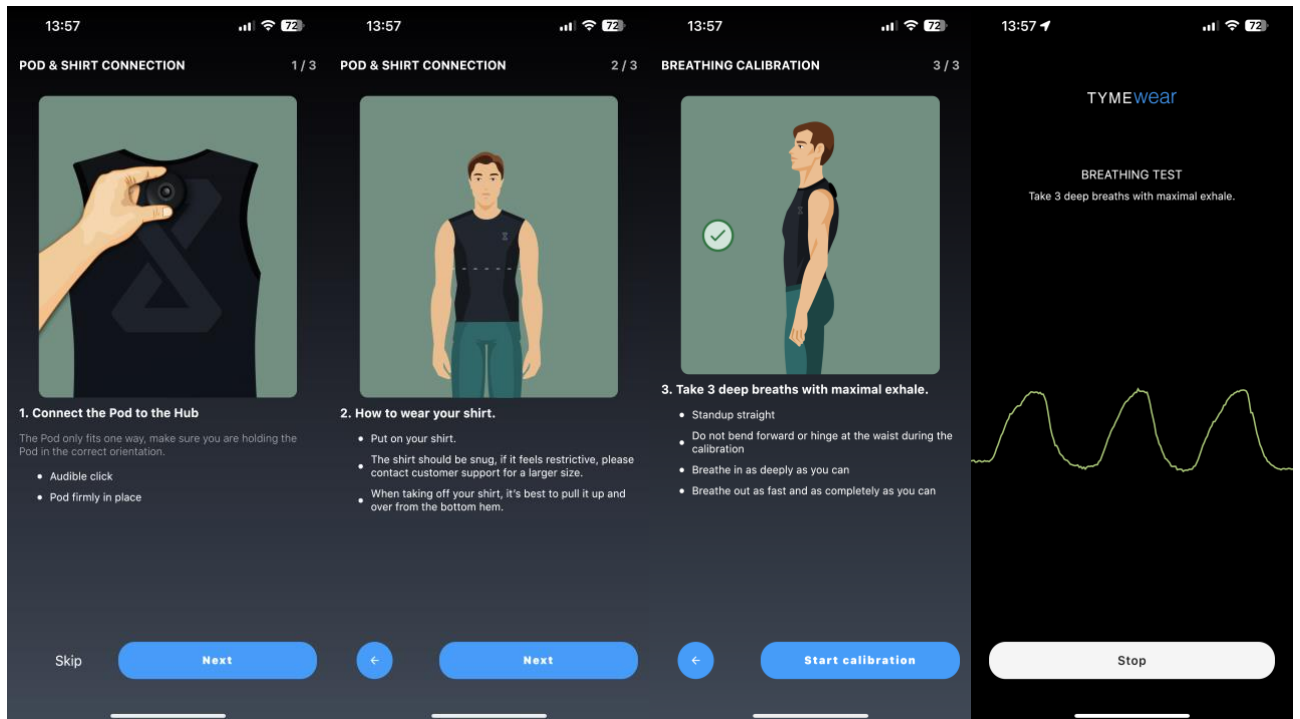 13:57
72
POD & SHIRT CONNECTION
1 / 3
1. Connect the Pod to the Hub
The Pod only fits one way, make sure you are holding the
Pod in the correct orientation.
• Audible click
• Pod firmly in place
Skip
Next
13:57
72
POD & SHIRT CONNECTION
2 / 3
2. How to wear your shirt.
• Put on your shirt.
• The shirt should be snug, if it feels restrictive, please
contact customer support for a larger size.
• When taking off your shirt, it's best to pull it up and
over from the bottom hem.
←
Next
13:57
72
BREATHING CALIBRATION
3 / 3
3. Take 3 deep breaths with maximal exhale.
• Standup straight
• Do not bend forward or hinge at the waist during the
calibration
• Breathe in as deeply as you can
• Breathe out as fast and as completely as you can
←
Start calibration
13:57
72
TYMEwear
BREATHING TEST
Take 3 deep breaths with maximal exhale.
Stop